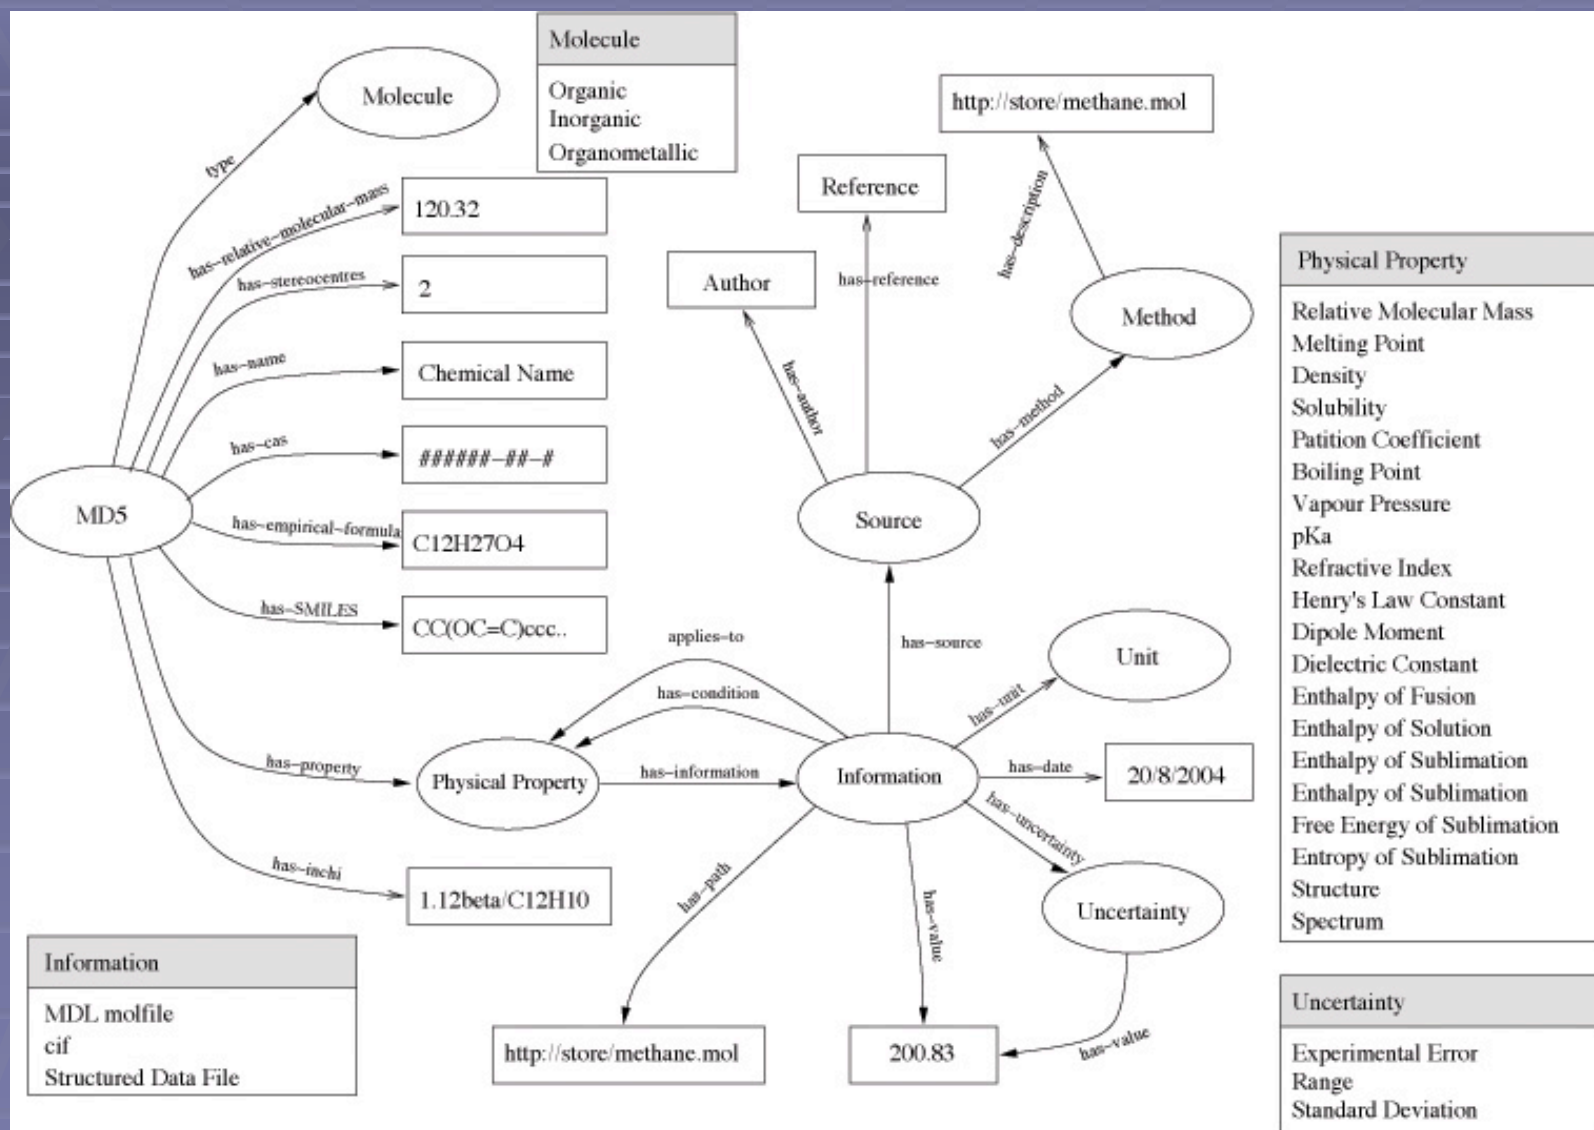 Molecule
Organic
Inorganic
Organometallic
Molecule
type
http://store/methane.mol
has-description
Reference
has-reference
Author
has-author
Method
has-method
Source
has-relative-molecular-mass
120.32
has-stereocentres
2
has-name
Chemical Name
has-cas
######-##-#
MD5
has-empirical-formula
C12H27O4
has-SMILES
CC(OC=C)ccc..
applies-to
has-condition
has-source
Unit
has-unit
has-property
Physical Property
has-information
Information
has-date
20/8/2004
has-uncertainty
Uncertainty
has-inchi
1.12beta/C12H10
has-path
has-value
http://store/methane.mol
200.83
has-value
Information
MDL molfile
cif
Structured Data File
Physical Property
Relative Molecular Mass
Melting Point
Density
Solubility
Patition Coefficient
Boiling Point
Vapour Pressure
pKa
Refractive Index
Henry's Law Constant
Dipole Moment
Dielectric Constant
Enthalpy of Fusion
Enthalpy of Solution
Enthalpy of Sublimation
Enthalpy of Sublimation
Free Energy of Sublimation
Entropy of Sublimation
Structure
Spectrum
Uncertainty
Experimental Error
Range
Standard Deviation